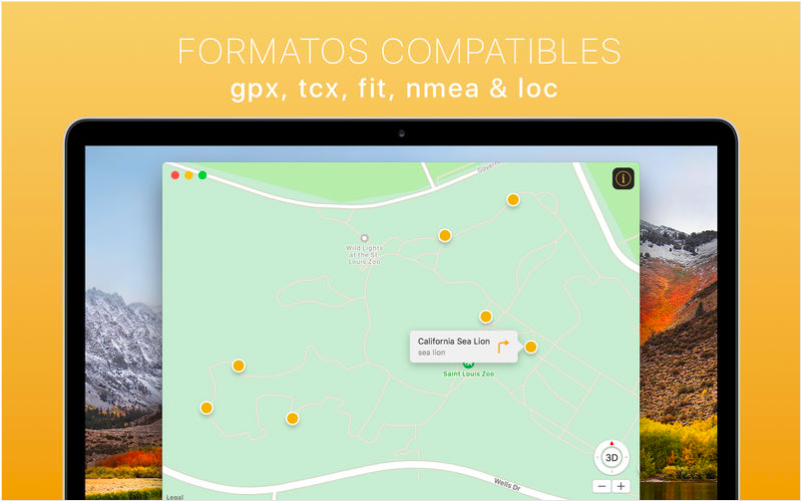 FORMATOS COMPATIBLES
gpx, tcx, fit, nmea & loc
Wild Lights
at the St.
Louis Zoo
California Sea Lion
sea lion
Saint Louis Zoo
3D
Wells Dr
Legal